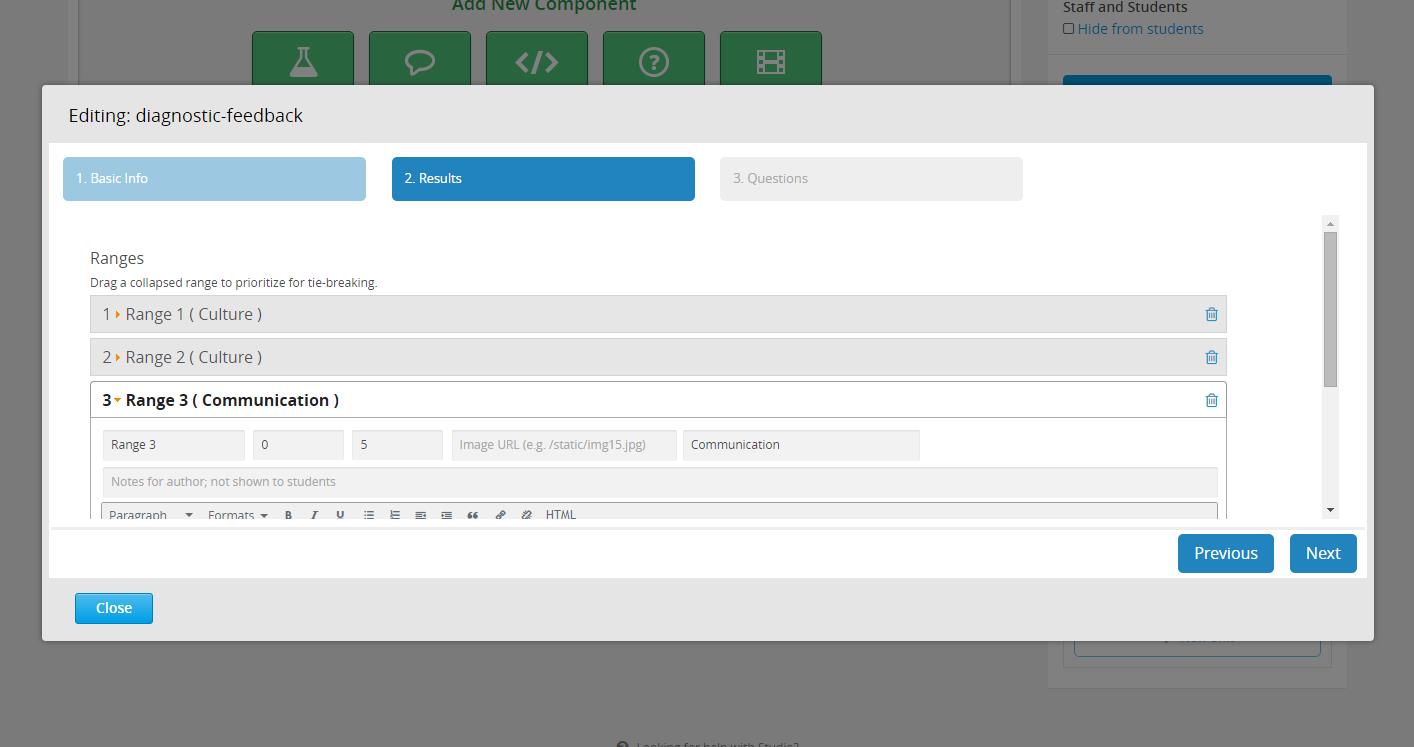 Add New Component
Staff and Students
Hide from students
</>
?
Editing: diagnostic-feedback
1. Basic Info
2. Results
3. Questions
Ranges
Drag a collapsed range to prioritize for tie-breaking.
1 Range 1 ( Culture )
2 Range 2 ( Culture )
3 Range 3 ( Communication )
Range 3 0 5 Image URL (e.g. /static/img15.jpg) Communication
Notes for author; not shown to students
Paragraph Formats B I U HTML
Previous Next
Close
Looking for help with Studio?